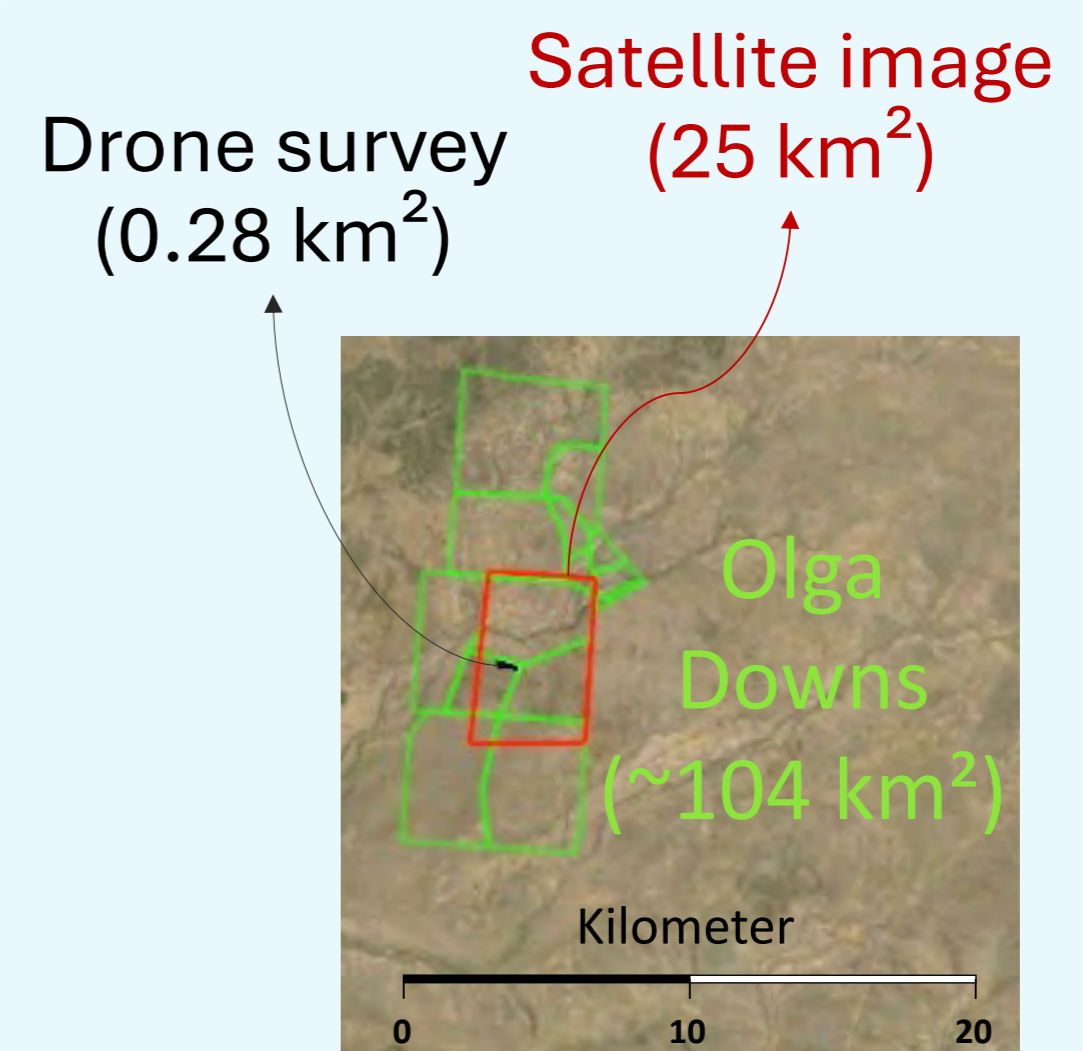 Satellite image
(25 km²)
Drone survey
(0.28 km²)
Olga
Downs
(~104 km²)
Kilometer
0 10 20